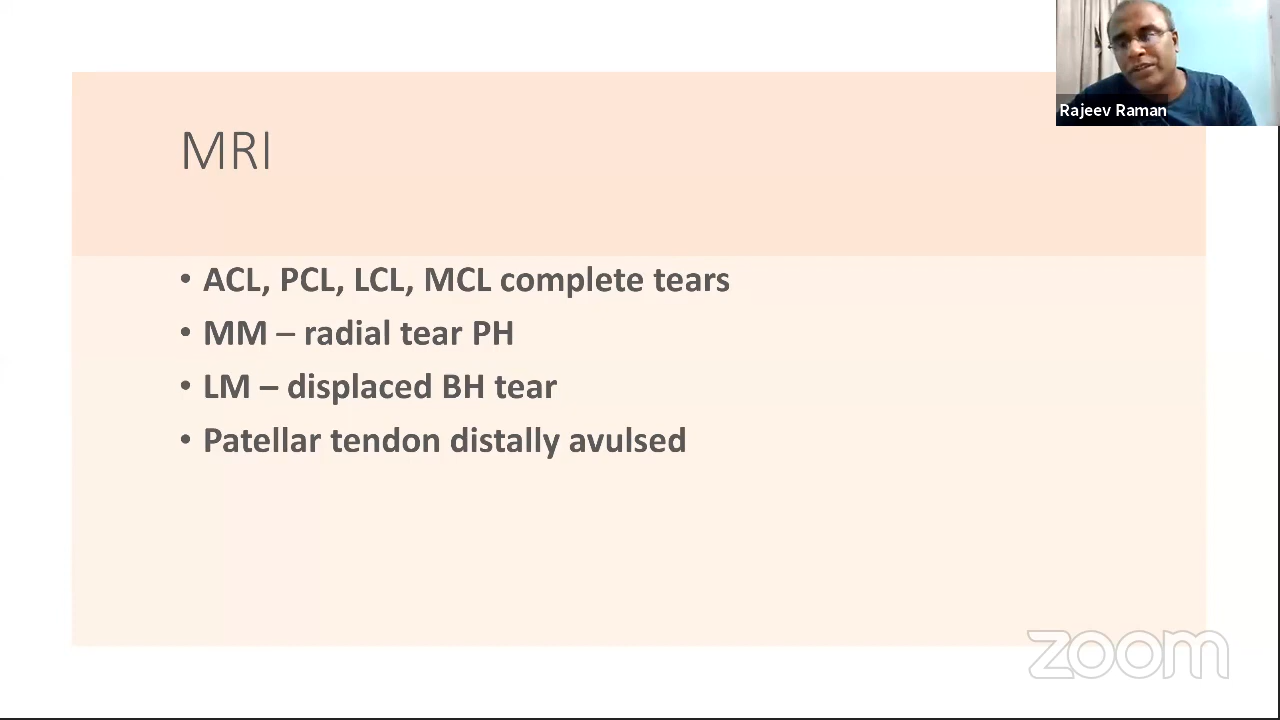 Rajeev Raman
MRI
• ACL, PCL, LCL, MCL complete tears
• MM – radial tear PH
• LM – displaced BH tear
• Patellar tendon distally avulsed
zoom